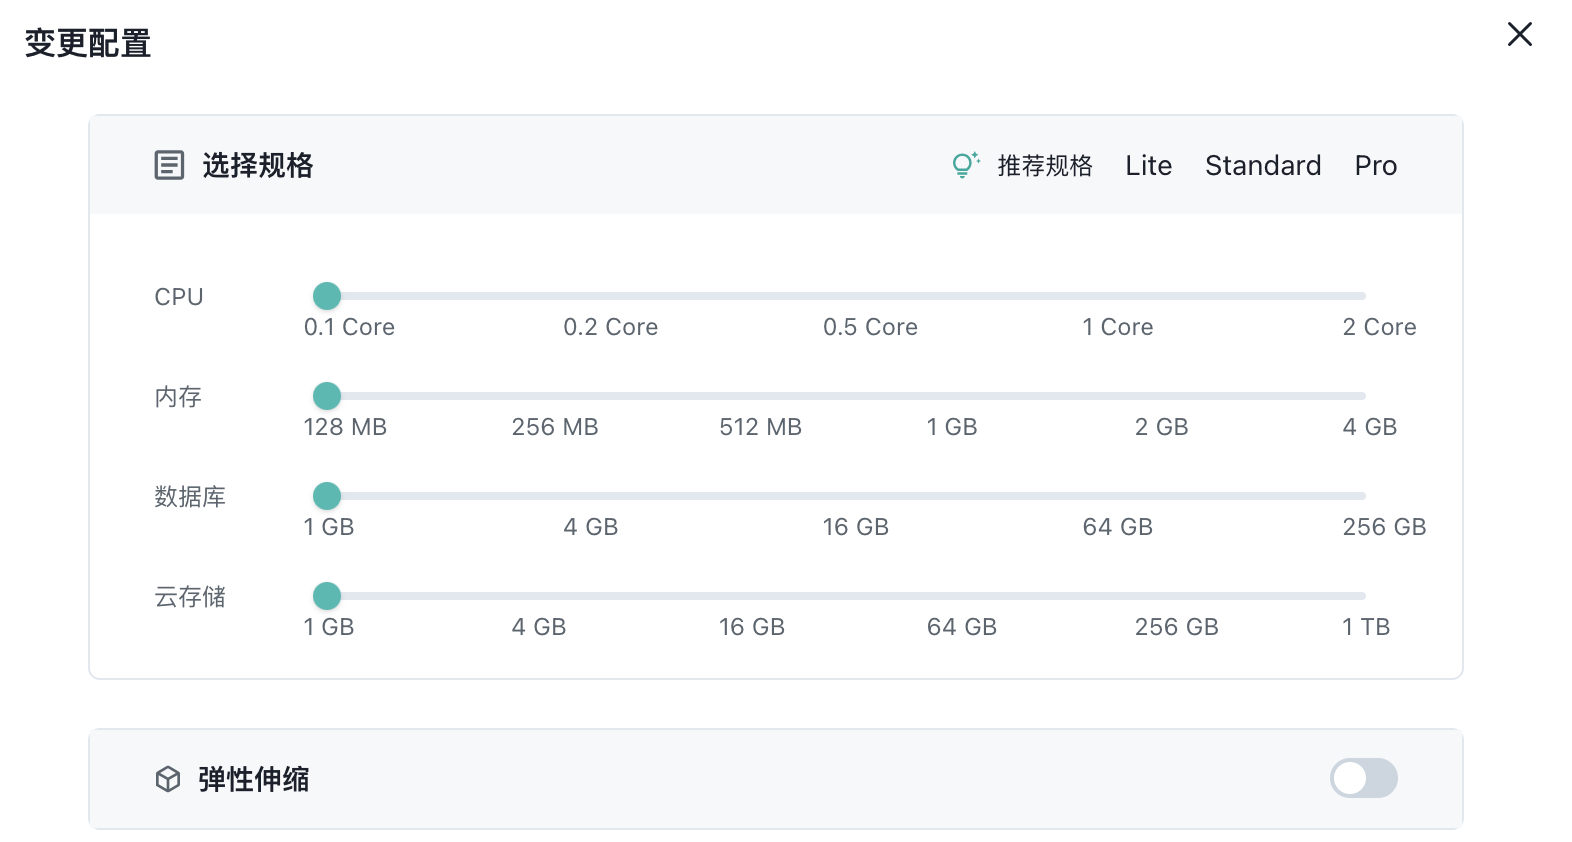 变更配置
选择规格
推荐规格 Lite Standard Pro
CPU
0.1 Core 0.2 Core 0.5 Core 1 Core 2 Core
内存
128 MB 256 MB 512 MB 1 GB 2 GB 4 GB
数据库
1 GB 4 GB 16 GB 64 GB 256 GB
云存储
1 GB 4 GB 16 GB 64 GB 256 GB 1 TB
弹性伸缩